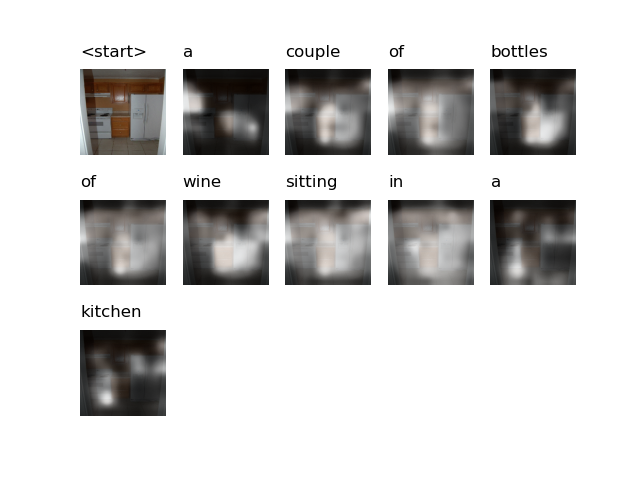 <start> a couple of bottles
of wine sitting in a
kitchen